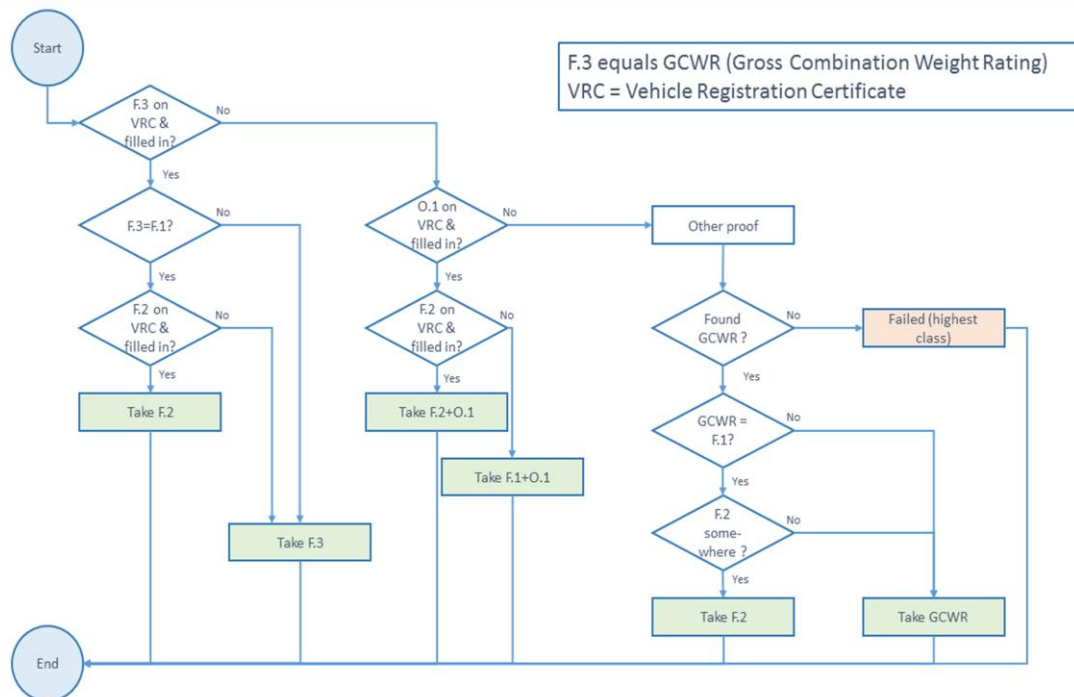 Start
F.3 equals GCWR (Gross Combination Weight Rating)
VRC = Vehicle Registration Certificate
F.3 on
VRC &
filled in?
No
Yes
F.3=F.1?
No
Yes
F.2 on
VRC &
filled in?
No
Yes
Take F.2
Take F.3
O.1 on
VRC &
filled in?
No
Yes
F.2 on
VRC &
filled in?
No
Yes
Take F.2+O.1
Take F.1+O.1
Other proof
Found
GCWR ?
No
Failed (highest
class)
Yes
GCWR =
F.1?
No
Yes
F.2
some-
where ?
No
Yes
Take F.2
Take GCWR
End